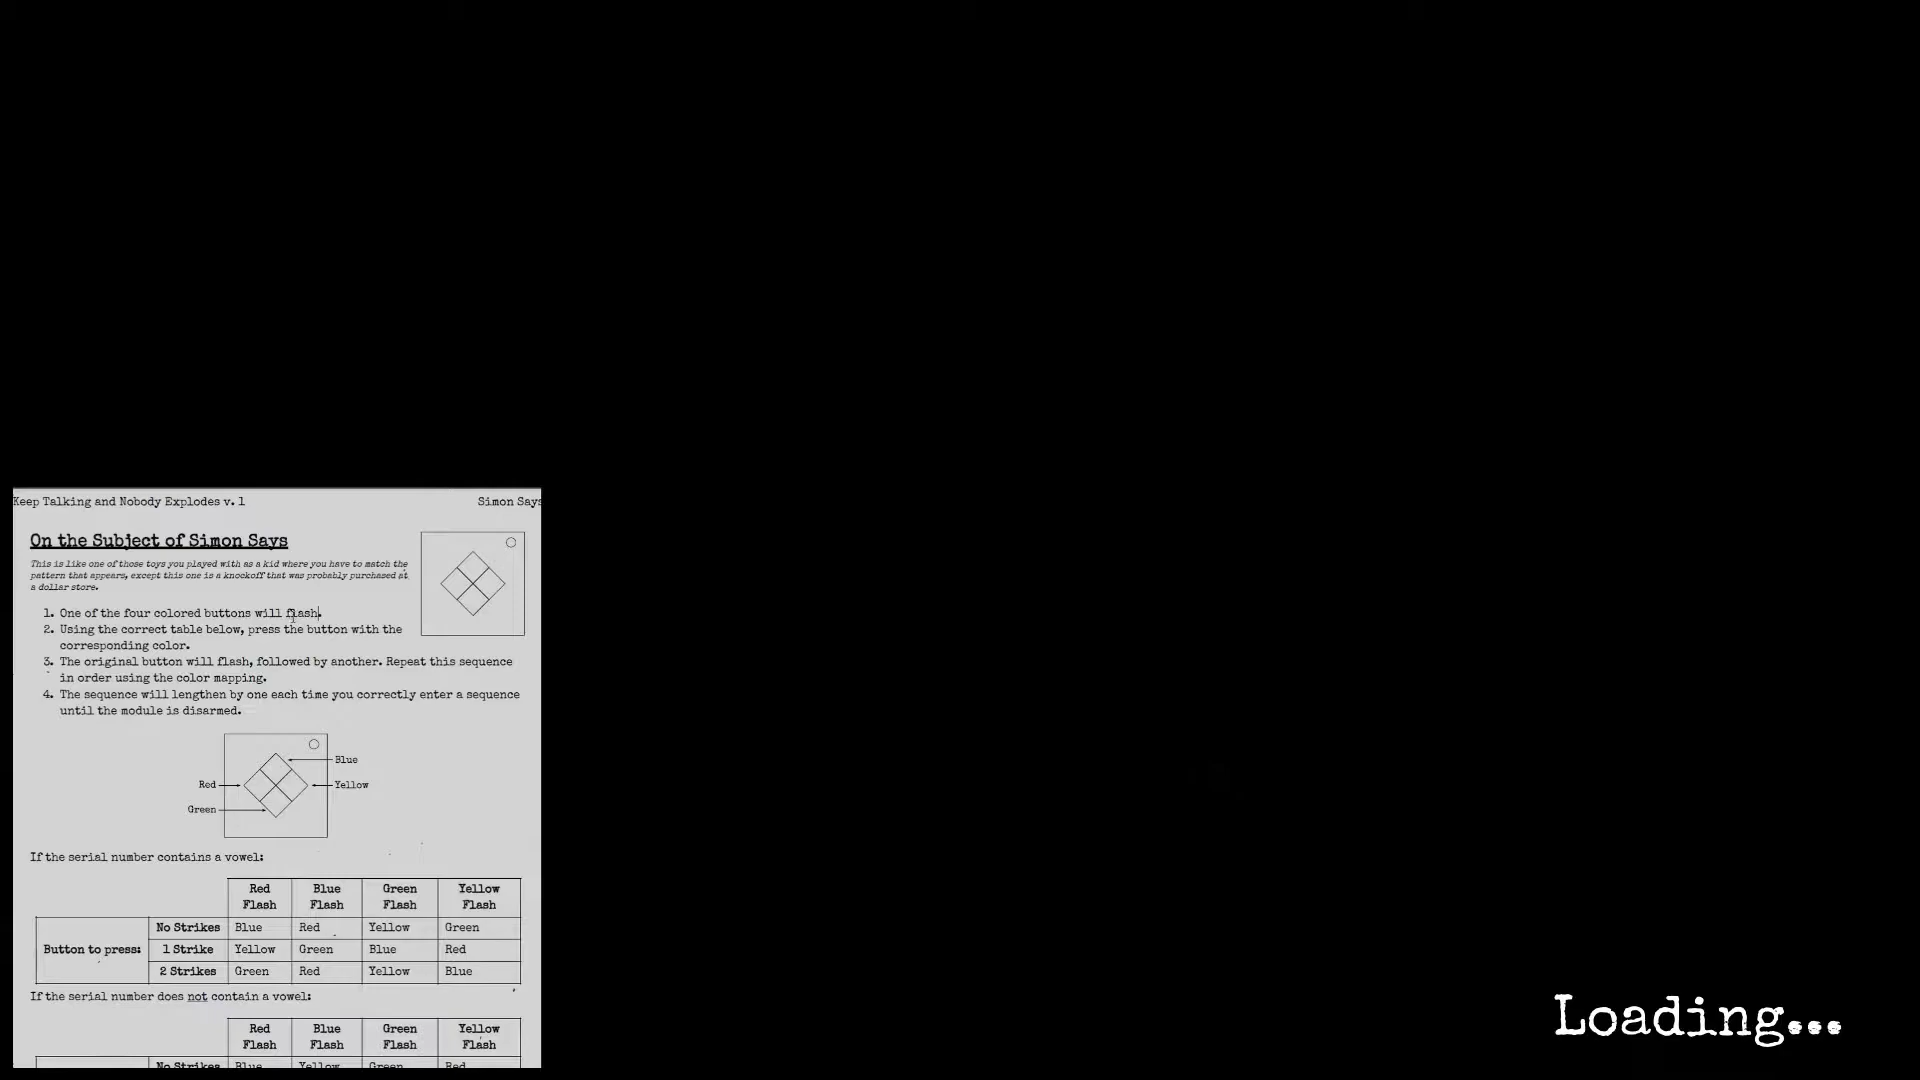 Keep Talking and Nobody Explodes v. 1
Simon Says
On the Subject of Simon Says
This is like one of those toys you played with as a kid where you have to match the
pattern that appears, except this one is a knockoff that was probably purchased at
a dollar store.
1. One of the four colored buttons will flash.
2. Using the correct table below, press the button with the
corresponding color.
3. The original button will flash, followed by another. Repeat this sequence
in order using the color mapping.
4. The sequence will lengthen by one each time you correctly enter a sequence
until the module is disarmed.
Blue
Red
Yellow
Green
If the serial number contains a vowel:
Red Flash Blue Flash Green Flash Yellow Flash
Button to press:
No Strikes Blue Red Yellow Green
1 Strike Yellow Green Blue Red
2 Strikes Green Red Yellow Blue
If the serial number does not contain a vowel:
Red Flash Blue Flash Green Flash Yellow Flash
No Strikes Blue Yellow Green Red
Loading...